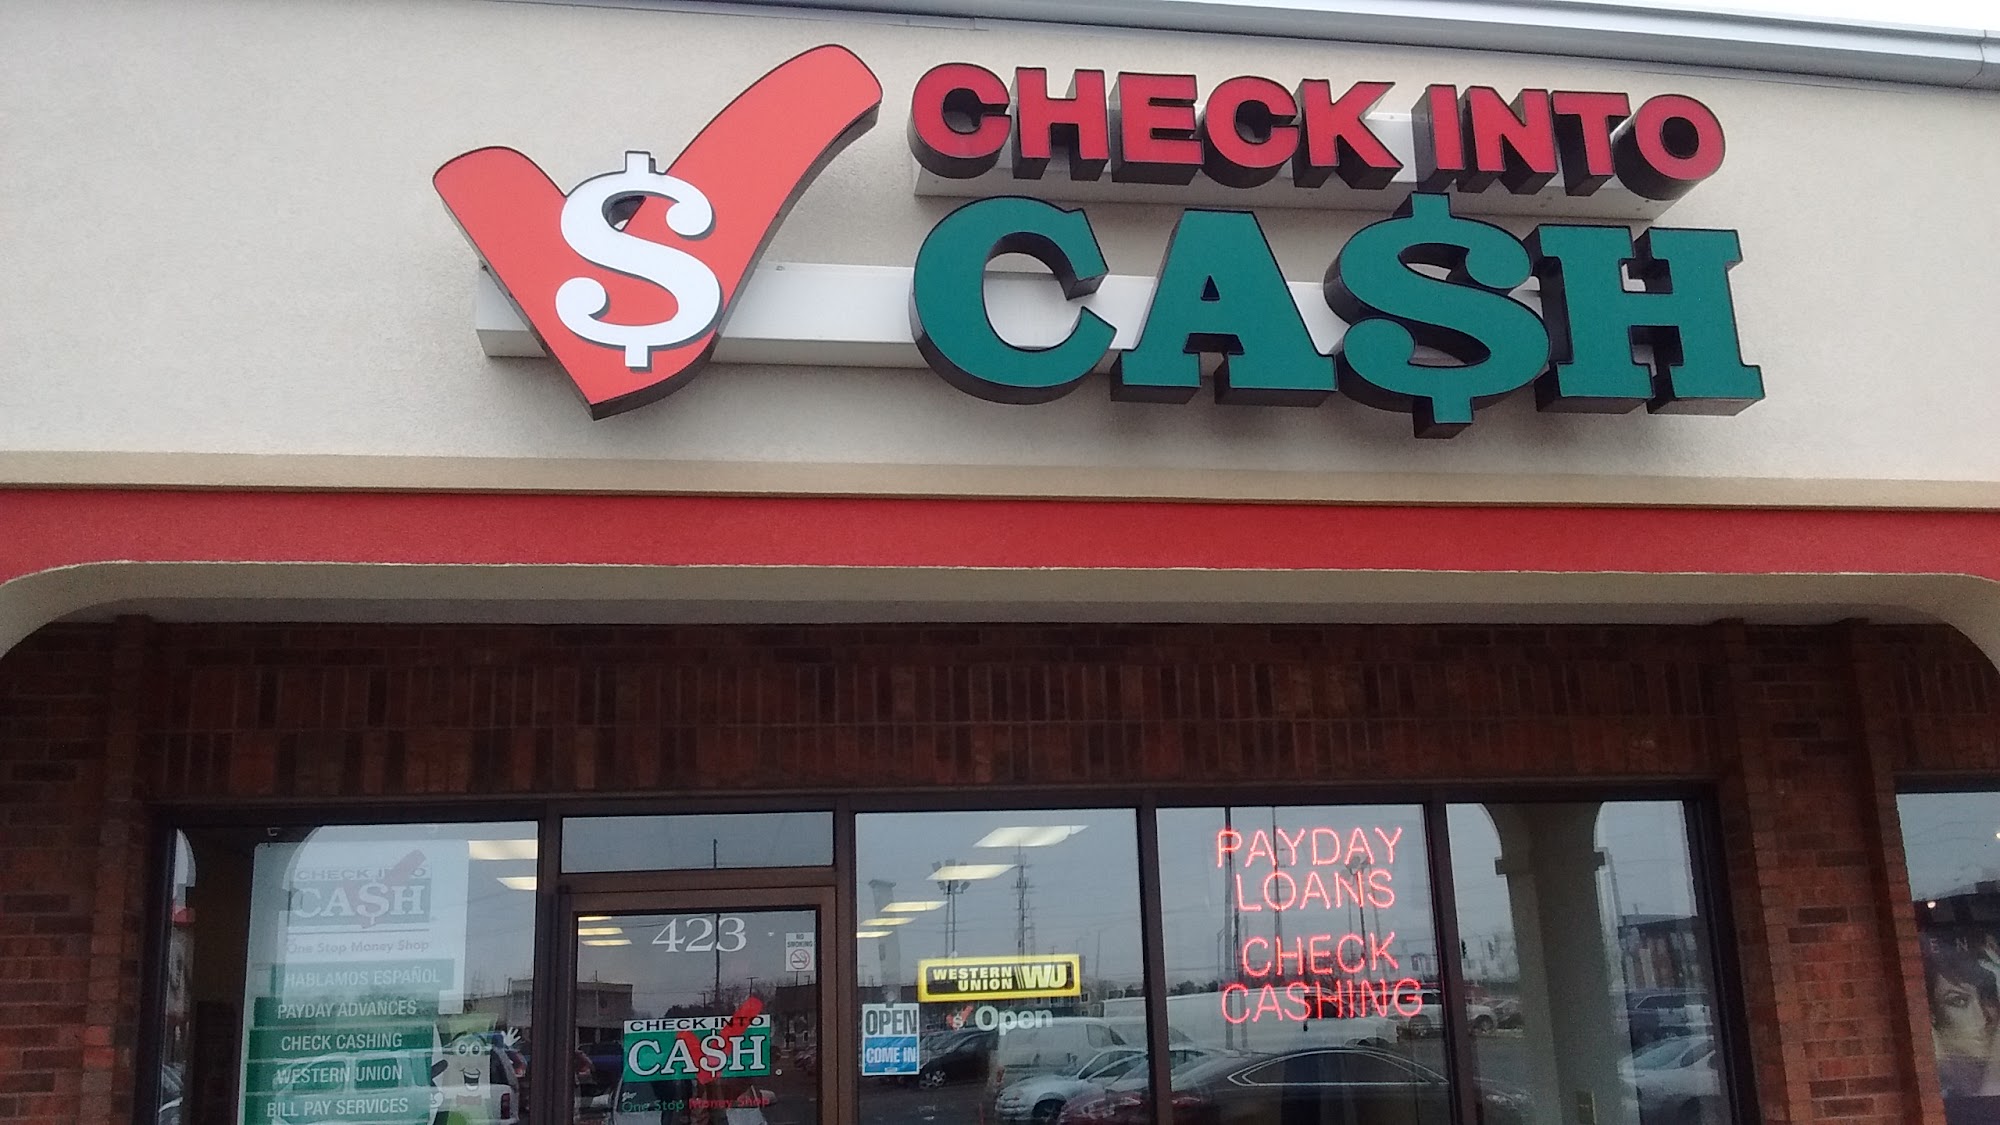 $ CHECK INTO
CA$H
CHECK INTO
CA$H
One Stop Money Shop
HABLAMOS ESPAÑOL
PAYDAY ADVANCES
CHECK CASHING
WESTERN UNION
BILL PAY SERVICES
423
NO
SMOKING
CHECK INTO
CA$H
One Stop Money Shop
WESTERN
UNION WU
Open
OPEN
COME IN
PAYDAY
LOANS
CHECK
CASHING